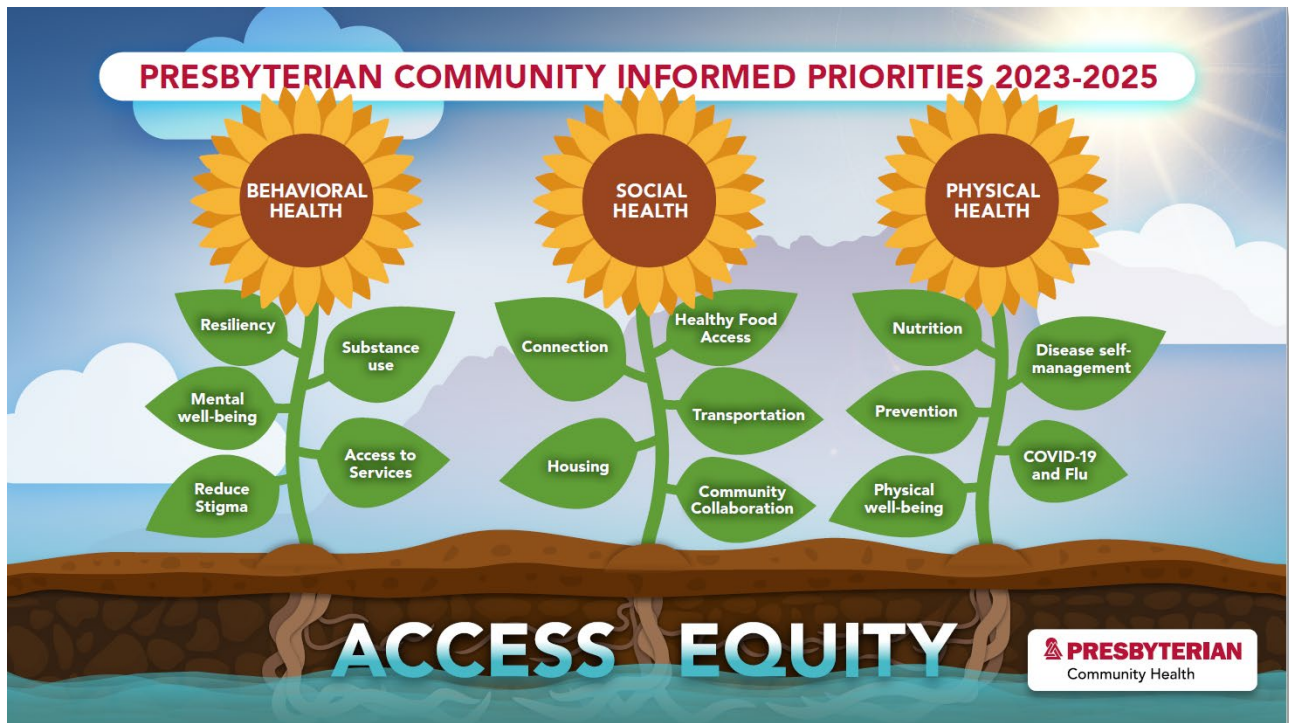 PRESBYTERIAN COMMUNITY INFORMED PRIORITIES 2023-2025
BEHAVIORAL
HEALTH
Resiliency
Substance
use
Mental
well-being
Access to
Services
Reduce
Stigma
SOCIAL
HEALTH
Connection
Healthy Food
Access
Transportation
Housing
Community
Collaboration
PHYSICAL
HEALTH
Nutrition
Disease self-
management
Prevention
COVID-19
and Flu
Physical
well-being
ACCESS EQUITY
PRESBYTERIAN
Community Health